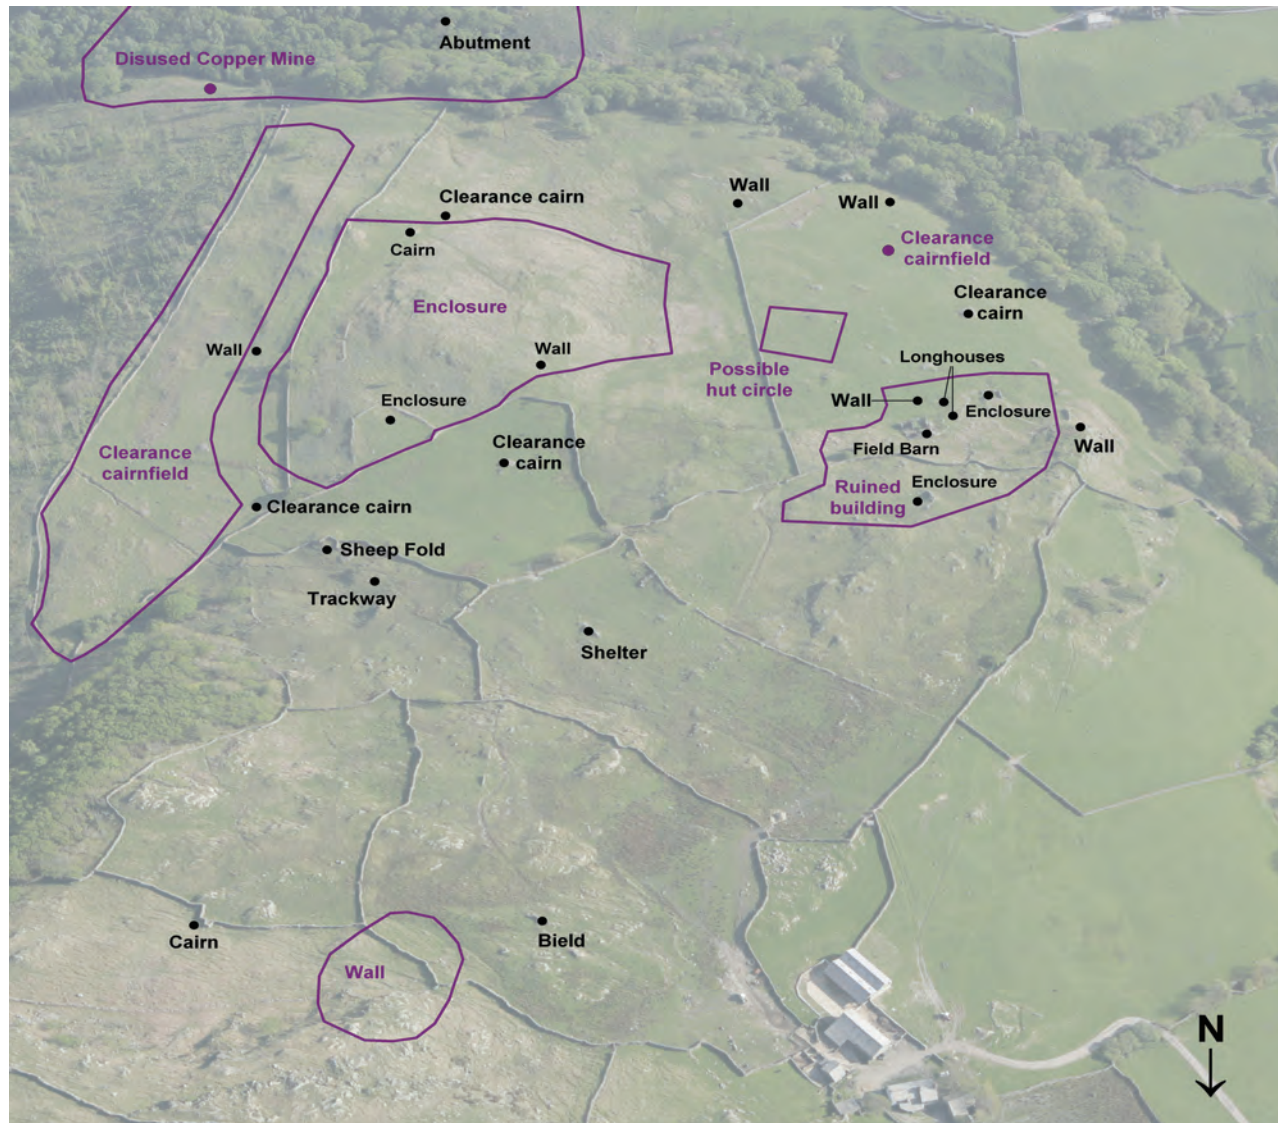 Abutment
Disused Copper Mine
Clearance cairn
Wall
Wall
Cairn
Clearance
cairnfield
Enclosure
Clearance
cairn
Wall
Wall
Longhouses
Possible
hut circle
Enclosure
Wall
Enclosure
Clearance
cairn
Field Barn
Wall
Clearance
cairnfield
Enclosure
Ruined
building
Clearance cairn
Sheep Fold
Trackway
Shelter
Cairn
Bield
Wall
N